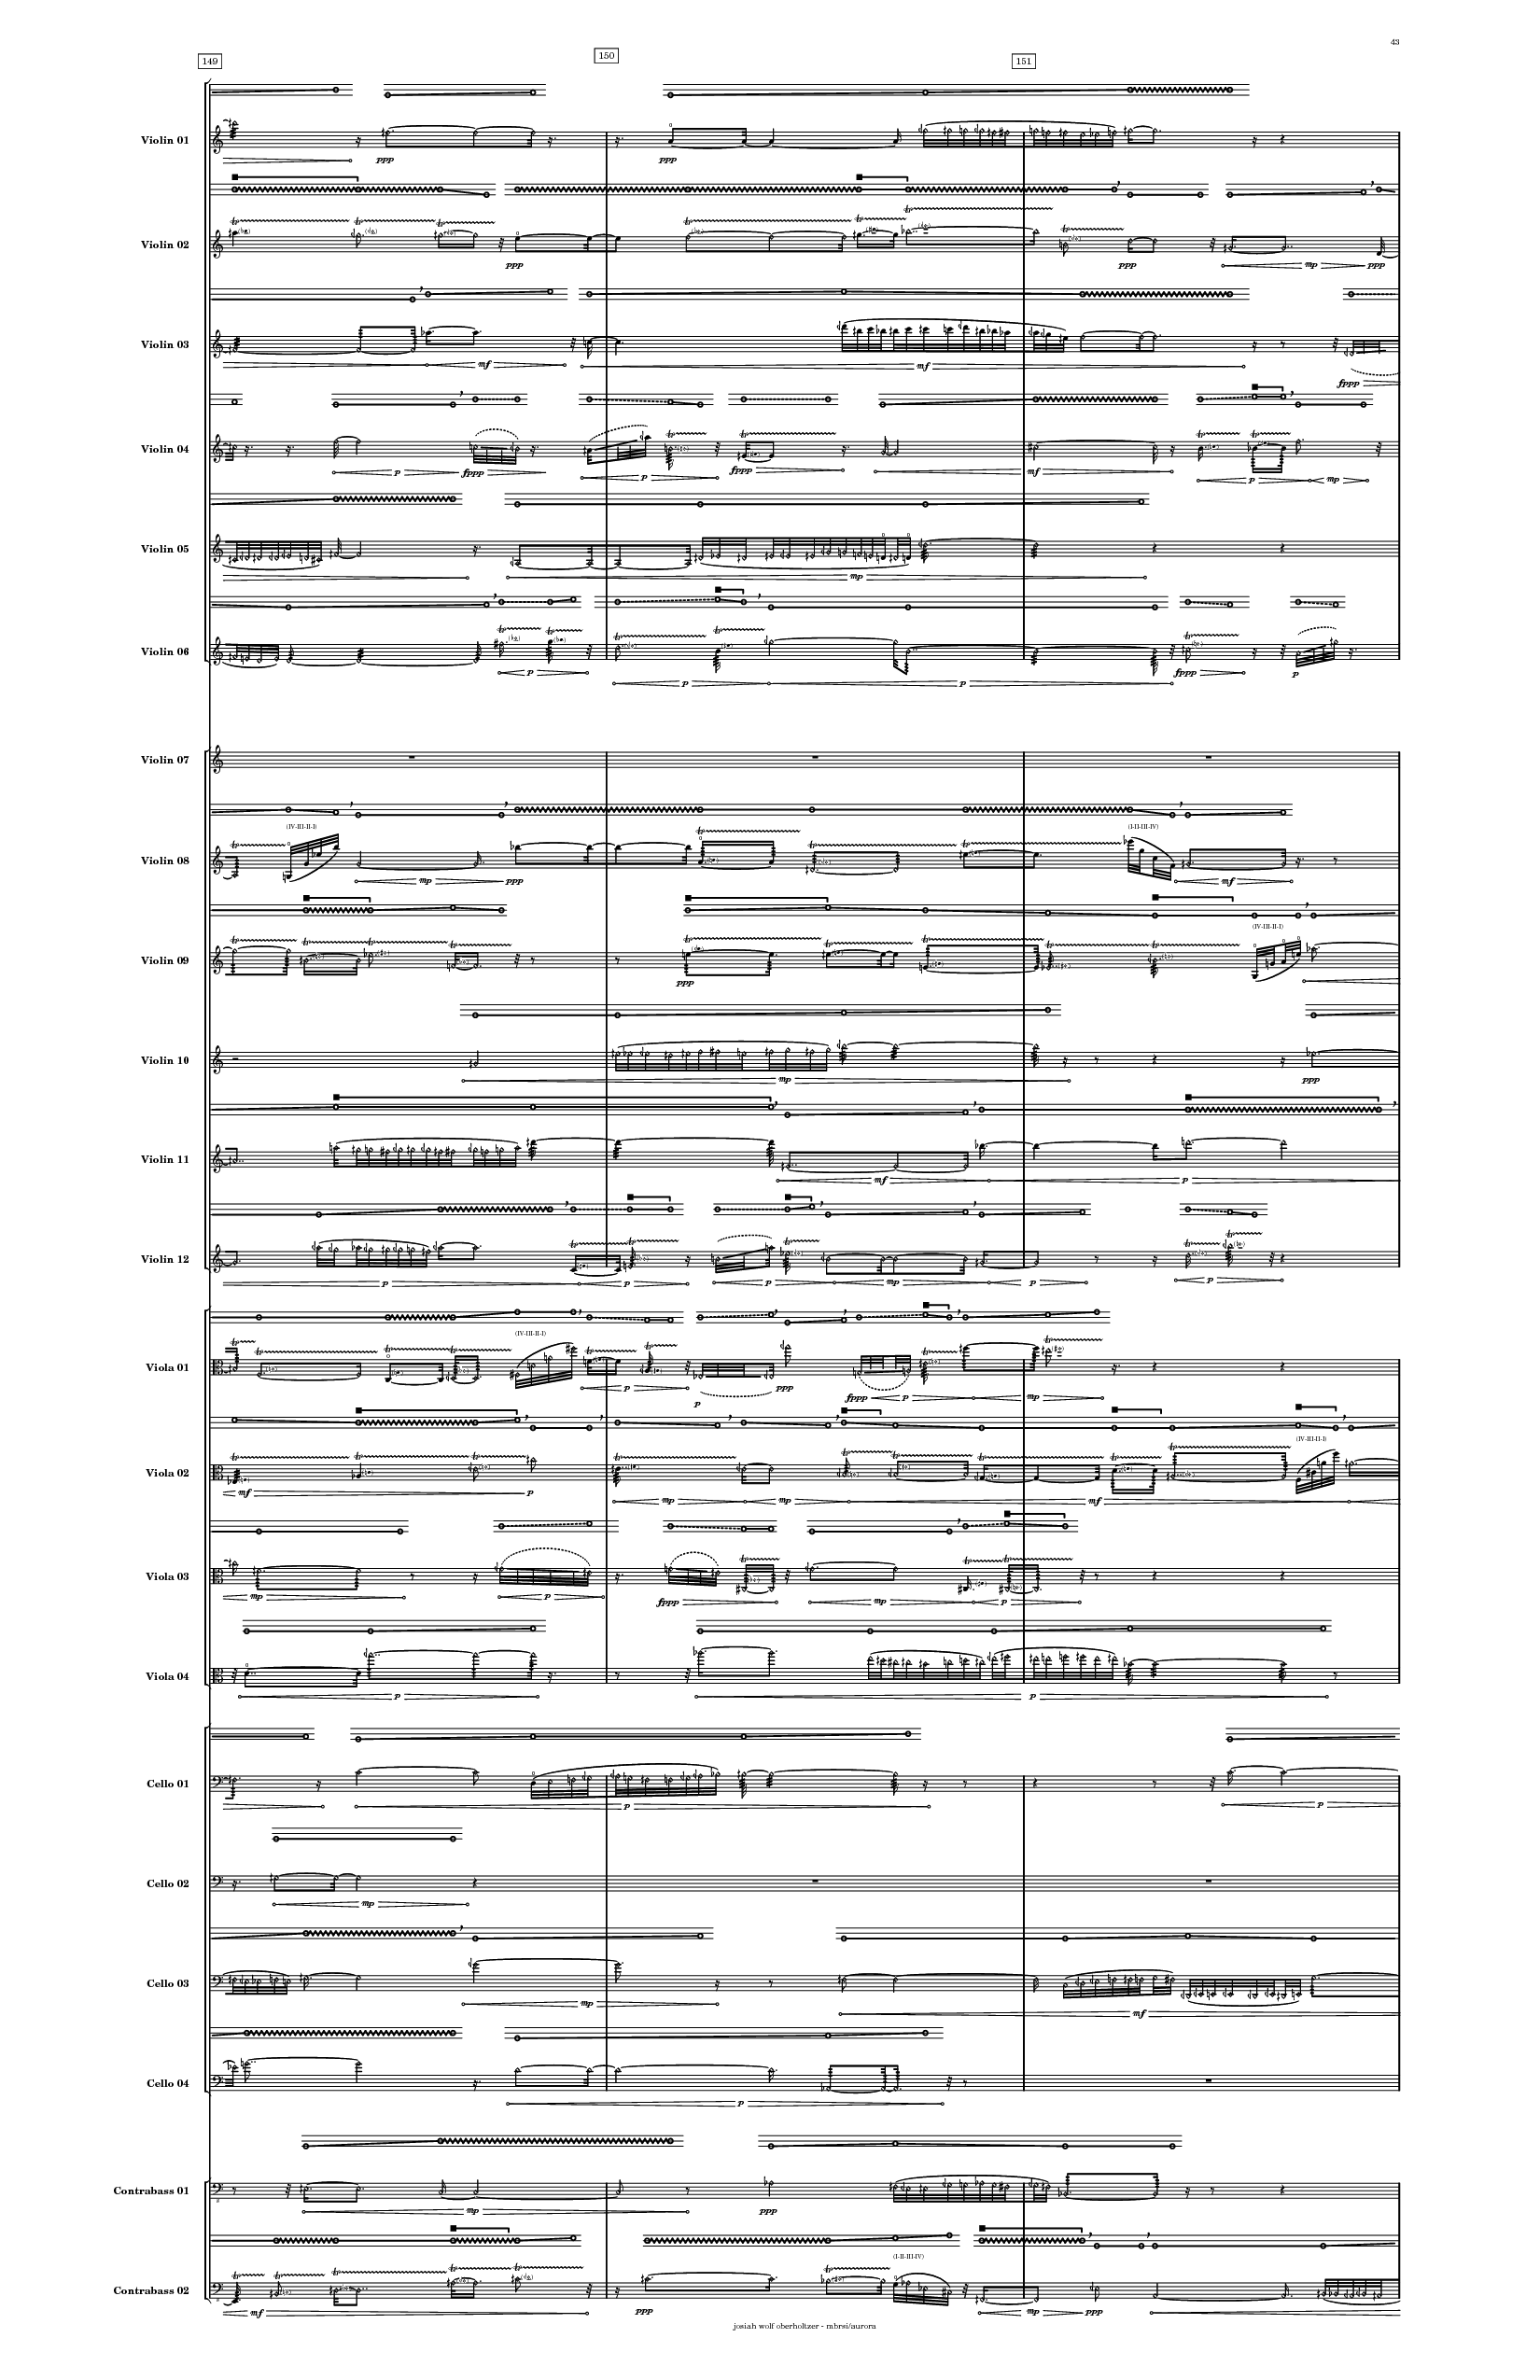 43
149 150 151
Violin 01
ppp ppp
Violin 02
ppp ppp mp ppp
Violin 03
mf mf fppp
Violin 04
p fppp p fppp mf p mp
Violin 05
mp
Violin 06
p p p fppp p
Violin 07
(IV-III-II-I) (I-II-III-IV)
Violin 08
mp ppp mf
(IV-III-II-I)
Violin 09
ppp
Violin 10
mp ppp
Violin 11
mf p
Violin 12
p p p mp p p
(IV-III-II-I)
Viola 01
p p ppp fppp p mp
(IV-III-II-I)
Viola 02
mf p mp mp mf
Viola 03
mp p fppp mp p
Viola 04
p p
Cello 01
p p
Cello 02
mp
Cello 03
mp mf
Cello 04
p
Contrabass 01
mp ppp
(I-II-III-IV)
Contrabass 02
mf ppp mp ppp
josiah wolf oberholtzer - mbrsi/aurora